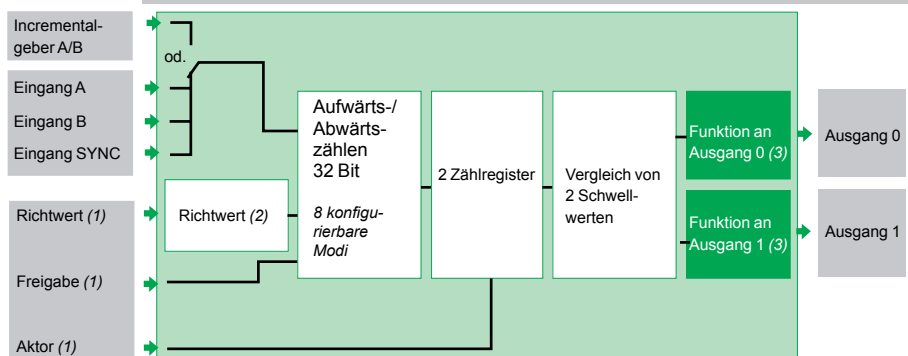 Incremental-
geber A/B
od.
Eingang A
Eingang B
Eingang SYNC
Richtwert (1)
Freigabe (1)
Aktor (1)
Richtwert (2)
Aufwärts-/
Abwärts-
zählen
32 Bit
8 konfigu-
rierbare
Modi
2 Zählregister
Vergleich von
2 Schwell-
werten
Funktion an
Ausgang 0 (3)
Funktion an
Ausgang 1 (3)
Ausgang 0
Ausgang 1